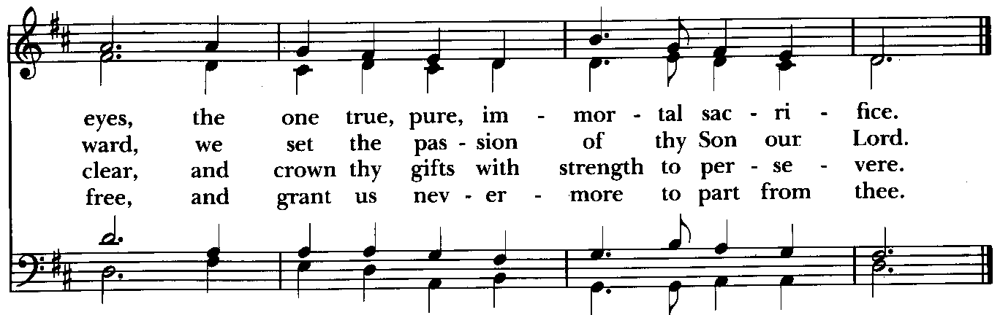 eyes, the one true, pure, im - mor - tal sac - ri - fice.
ward, we set the pas - sion of thy Son our Lord.
clear, and crown thy gifts with strength to per - se - vere.
free, and grant us nev - er - more to part from thee.